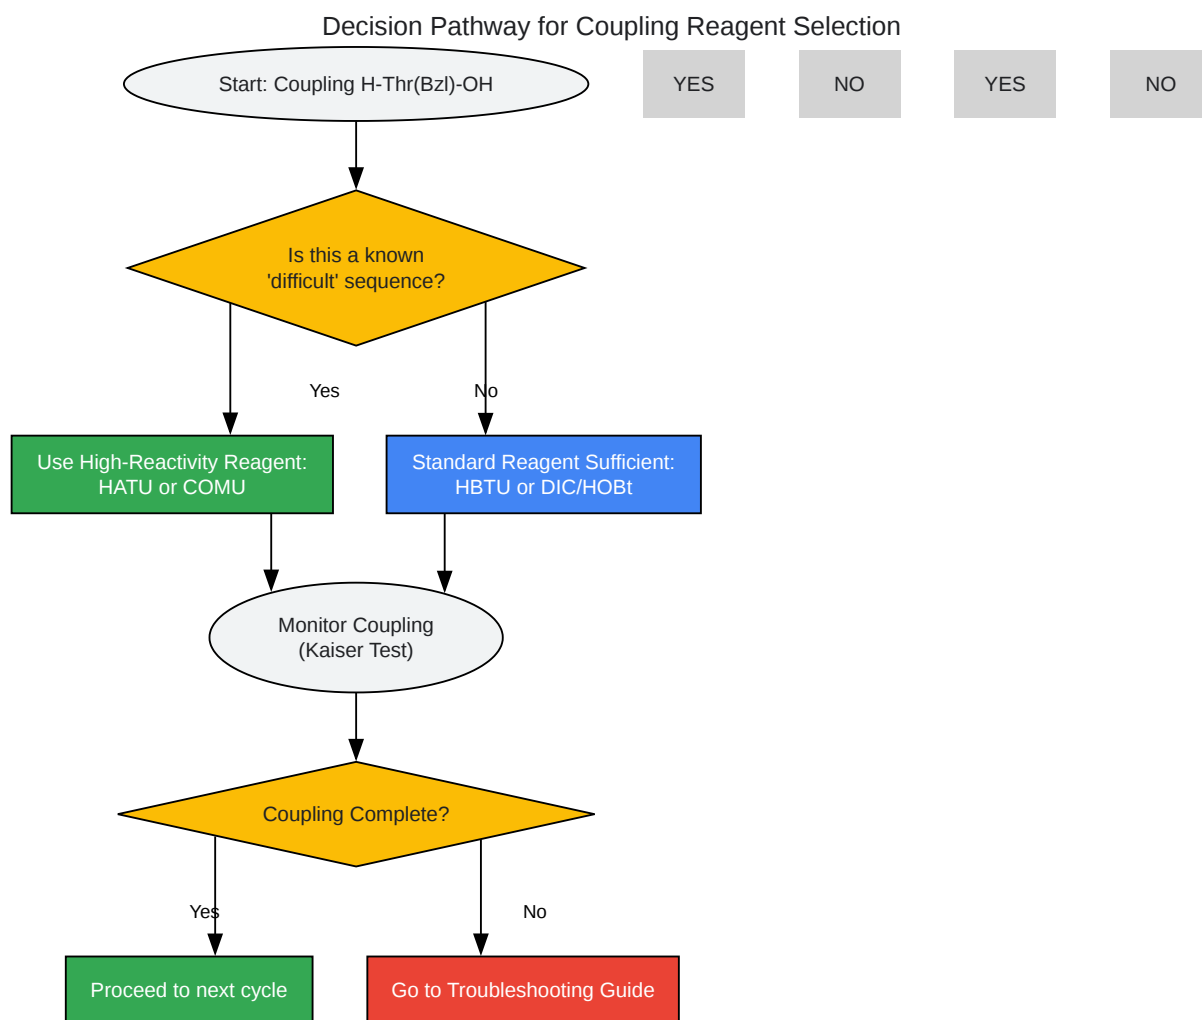 Decision Pathway for Coupling Reagent Selection
Start: Coupling H-Thr(Bzl)-OH
YES
NO
YES
NO
Is this a known
'difficult' sequence?
Yes
No
Use High-Reactivity Reagent:
HATU or COMU
Standard Reagent Sufficient:
HBTU or DIC/HOBt
Monitor Coupling
(Kaiser Test)
Coupling Complete?
Yes
No
Proceed to next cycle
Go to Troubleshooting Guide